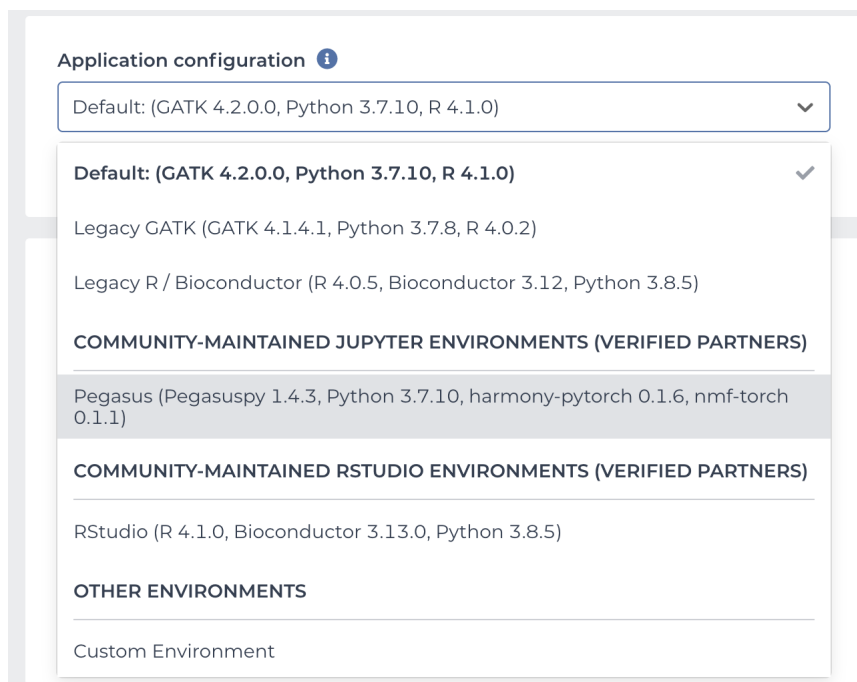 Application configuration
Default: (GATK 4.2.0.0, Python 3.7.10, R 4.1.0)
Default: (GATK 4.2.0.0, Python 3.7.10, R 4.1.0)
Legacy GATK (GATK 4.1.4.1, Python 3.7.8, R 4.0.2)
Legacy R / Bioconductor (R 4.0.5, Bioconductor 3.12, Python 3.8.5)
COMMUNITY-MAINTAINED JUPYTER ENVIRONMENTS (VERIFIED PARTNERS)
Pegasus (Pegasuspy 1.4.3, Python 3.7.10, harmony-pytorch 0.1.6, nmf-torch
0.1.1)
COMMUNITY-MAINTAINED RSTUDIO ENVIRONMENTS (VERIFIED PARTNERS)
RStudio (R 4.1.0, Bioconductor 3.13.0, Python 3.8.5)
OTHER ENVIRONMENTS
Custom Environment